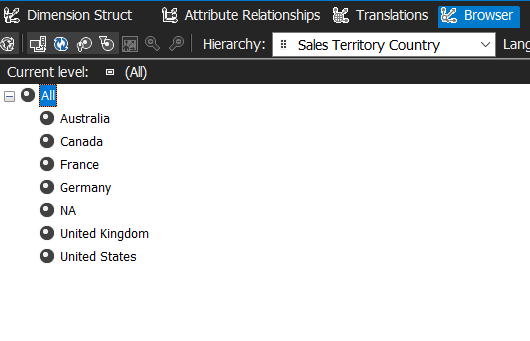 Dimension Struct Attribute Relationships Translations Browser
Hierarchy: Sales Territory Country Lang
Current level: (All)
All
Australia
Canada
France
Germany
NA
United Kingdom
United States